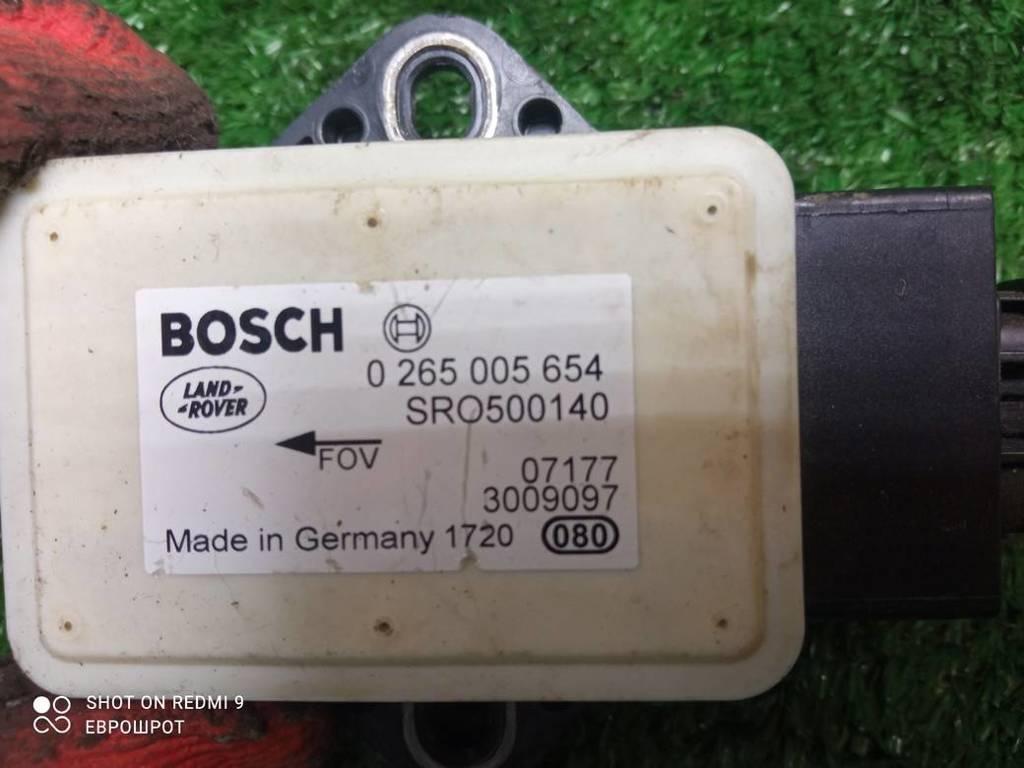 BOSCH
0 265 005 654
LAND-
-ROVER
SRO500140
FOV
07177
3009097
Made in Germany 1720 080
SHOT ON REDMI 9
ЕВРОШРОТ